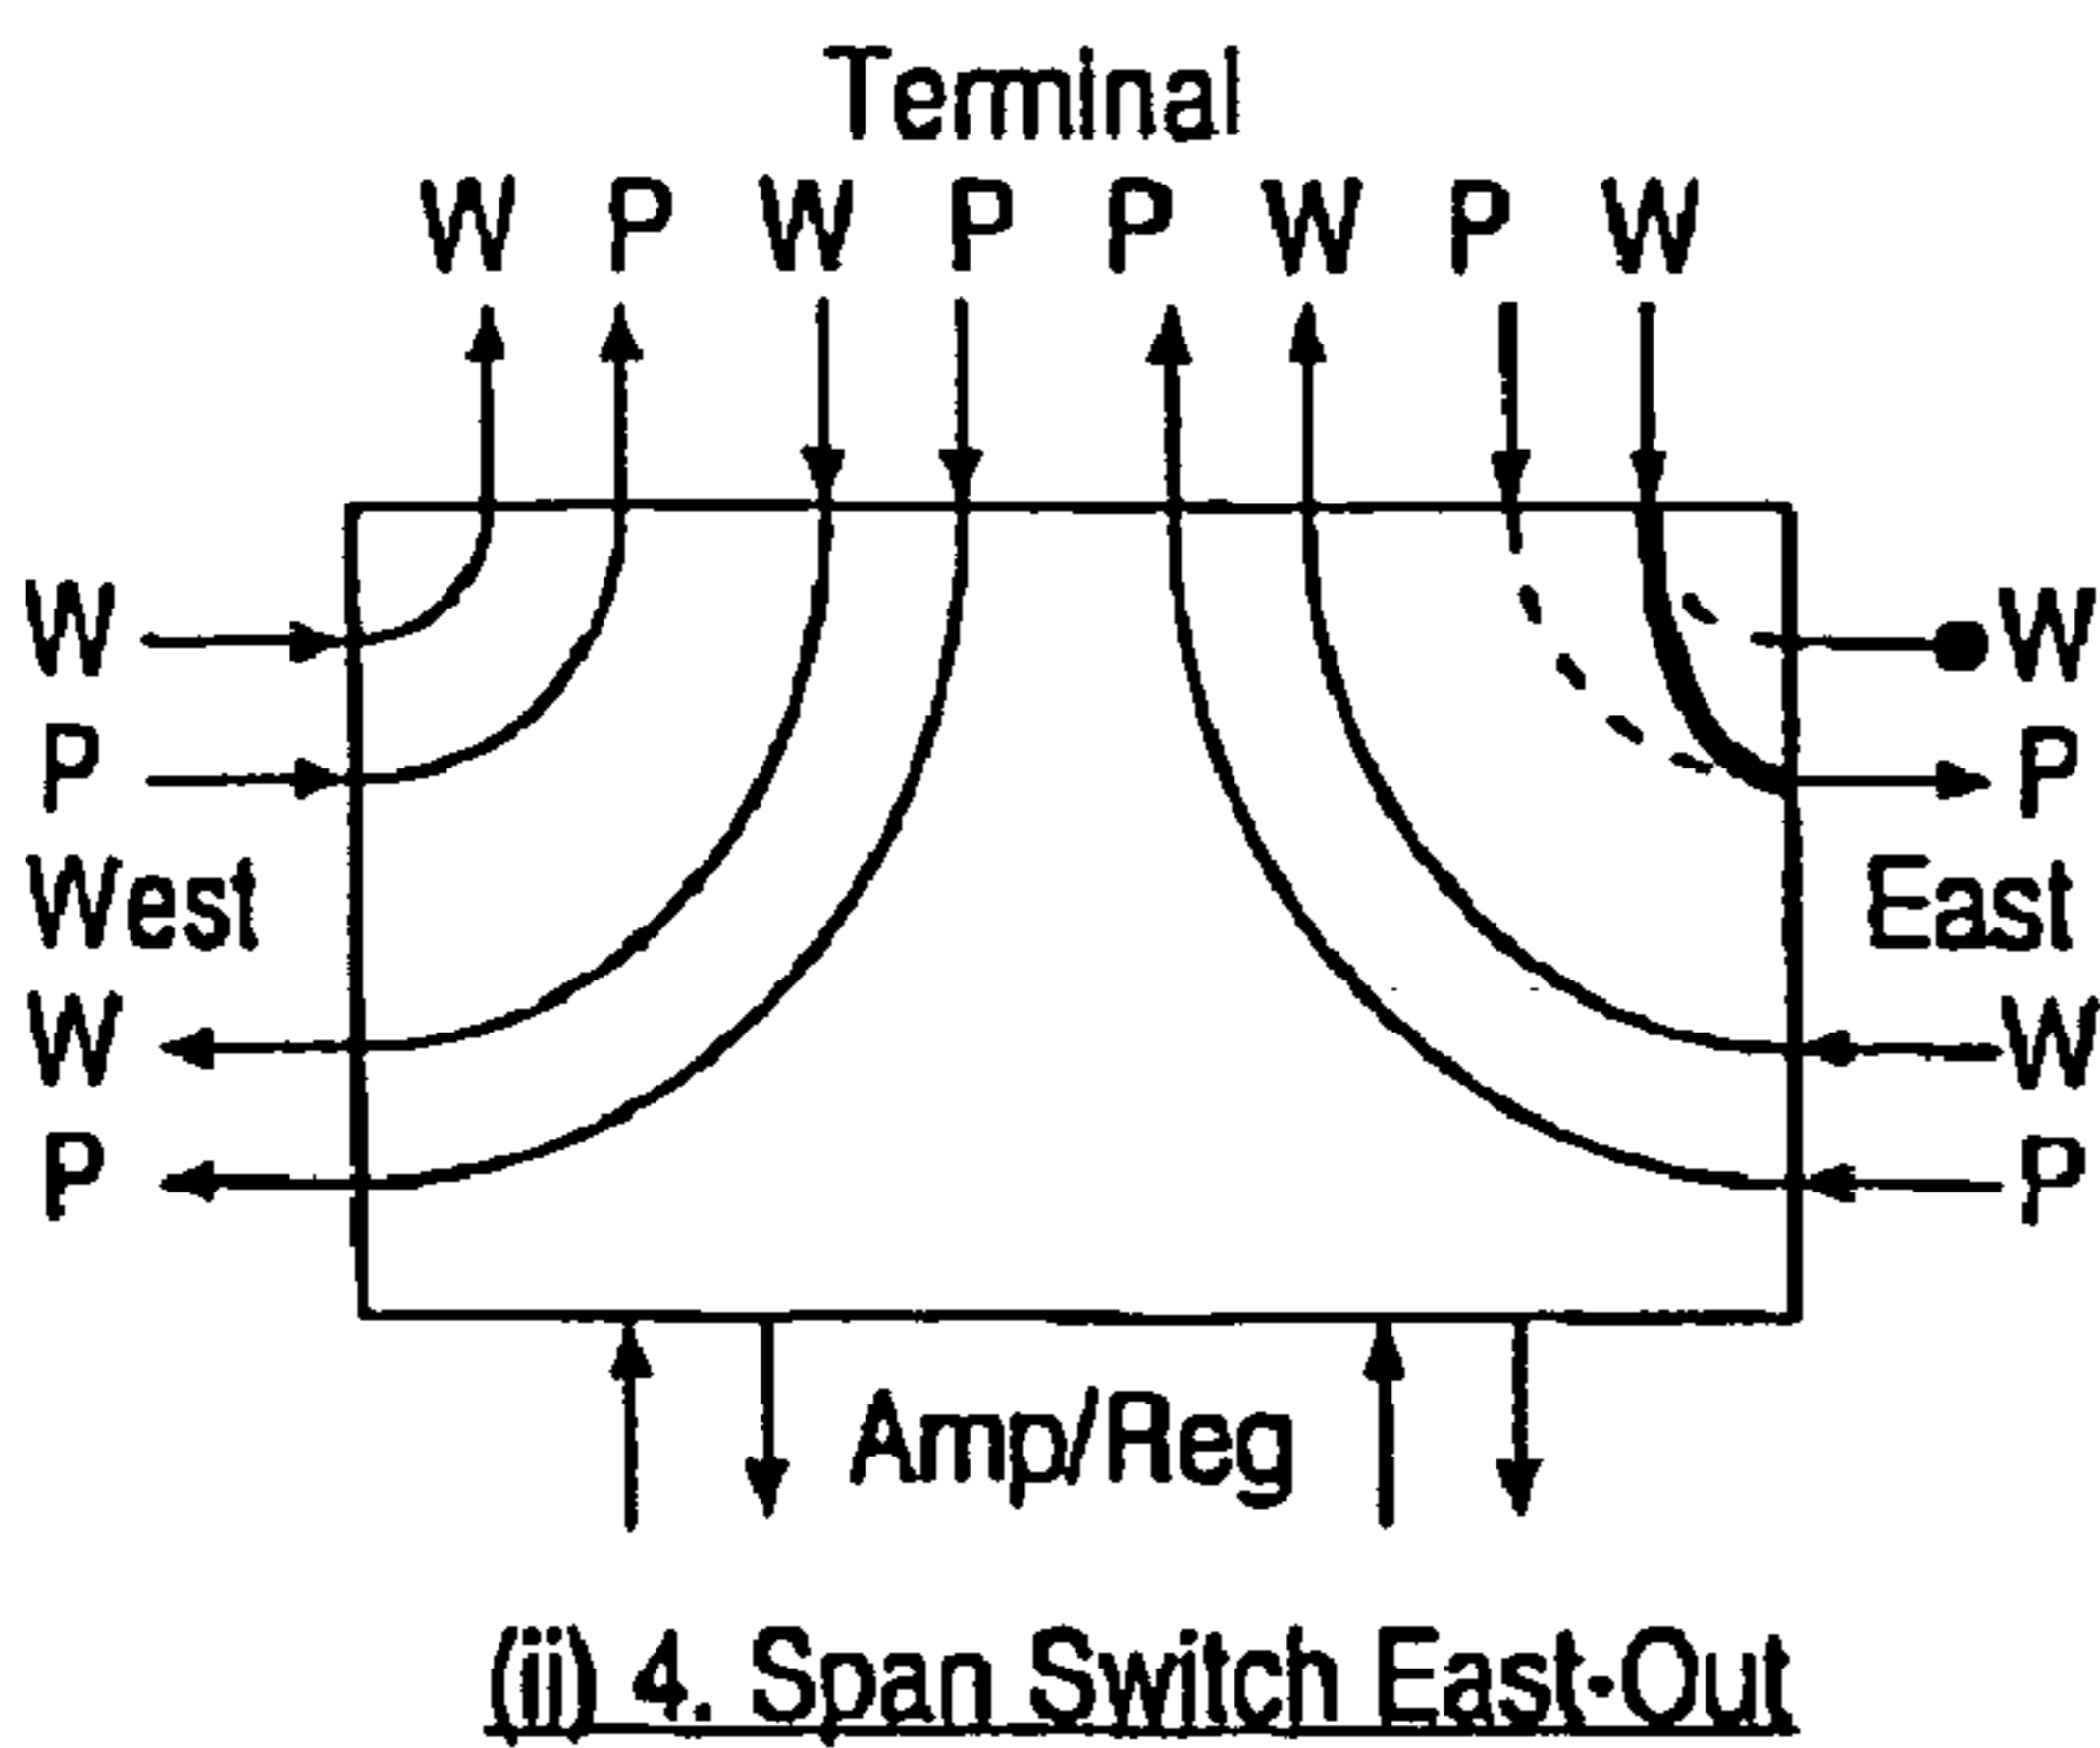 Terminal
W P W P P W P W
W W
P P
West East
W W
P P
Amp/Reg
(ii) 4. Span Switch East-Out